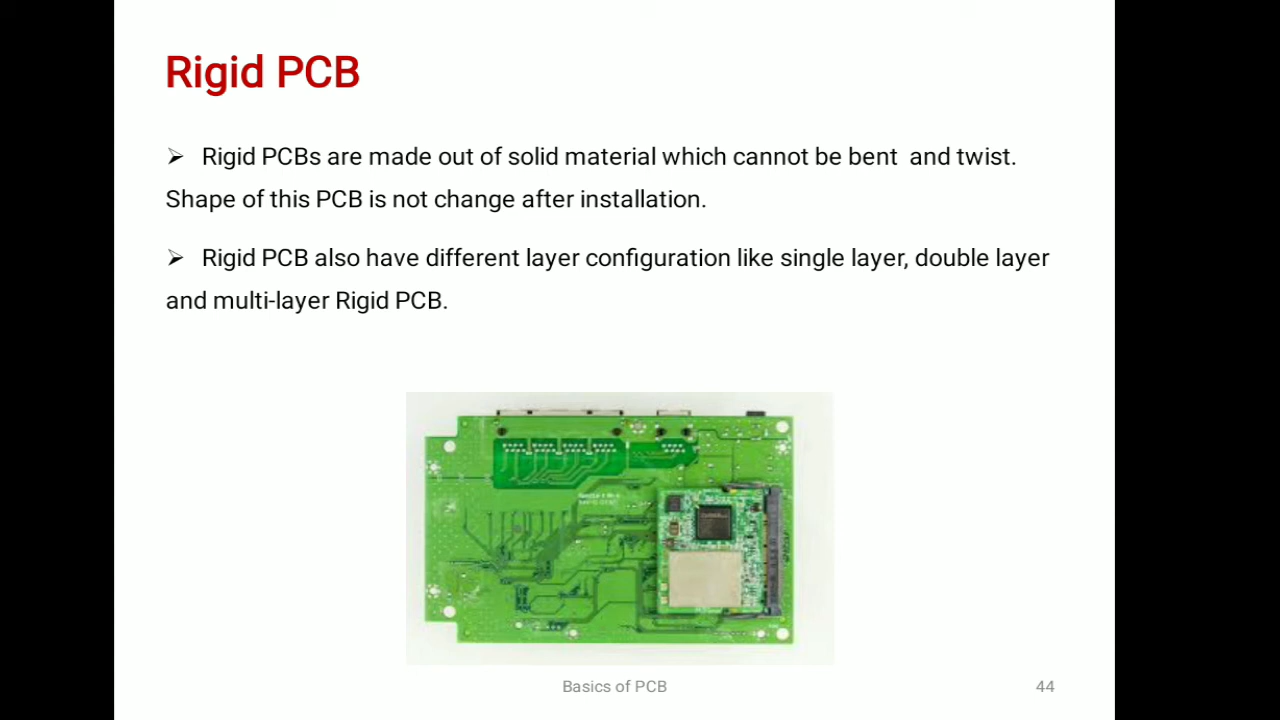 Rigid PCB
➢ Rigid PCBs are made out of solid material which cannot be bent  and twist.
Shape of this PCB is not change after installation.
➢ Rigid PCB also have different layer configuration like single layer, double layer
and multi-layer Rigid PCB.
Basics of PCB
44